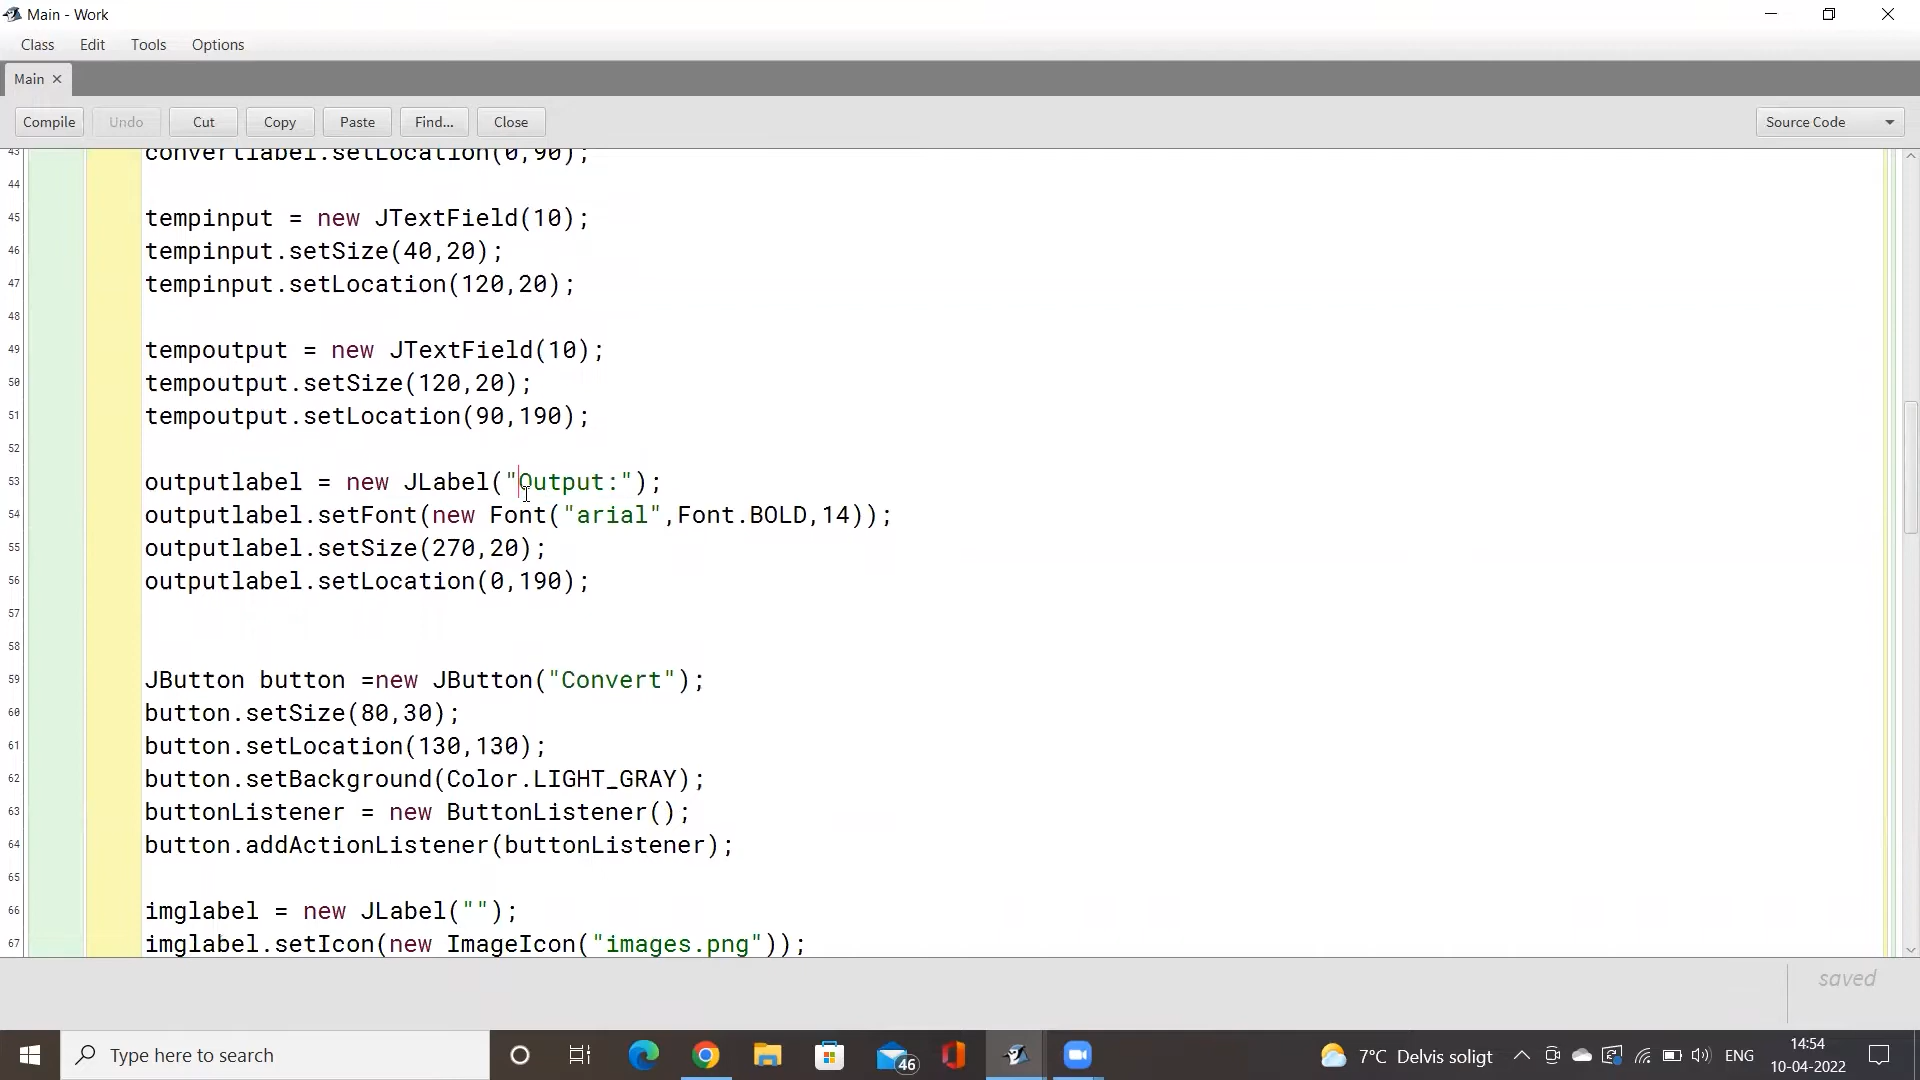 Main - Work
Class Edit Tools Options
Main ×
Compile Undo Cut Copy Paste Find... Close Source Code
43 convertlabel.setLocation(0,90);
44
45 tempinput = new JTextField(10);
46 tempinput.setSize(40,20);
47 tempinput.setLocation(120,20);
48
49 tempoutput = new JTextField(10);
50 tempoutput.setSize(120,20);
51 tempoutput.setLocation(90,190);
52
53 outputlabel = new JLabel("Output:");
54 outputlabel.setFont(new Font("arial",Font.BOLD,14));
55 outputlabel.setSize(270,20);
56 outputlabel.setLocation(0,190);
57
58
59 JButton button =new JButton("Convert");
60 button.setSize(80,30);
61 button.setLocation(130,130);
62 button.setBackground(Color.LIGHT_GRAY);
63 buttonListener = new ButtonListener();
64 button.addActionListener(buttonListener);
65
66 imglabel = new JLabel("");
67 imglabel.setIcon(new ImageIcon("images.png"));
saved
Type here to search 46 7°C Delvis soligt ENG 14:54
10-04-2022